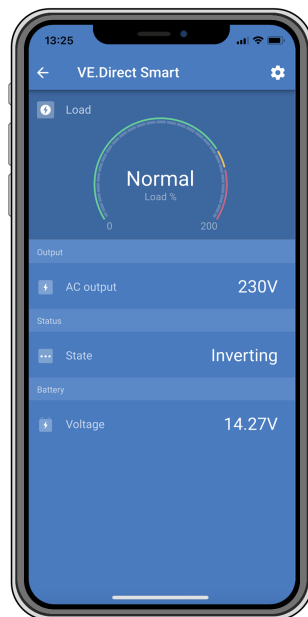 13:25
VE.Direct Smart
Load
Normal
Load %
0 200
Output
AC output 230V
Status
State Inverting
Battery
Voltage 14.27V